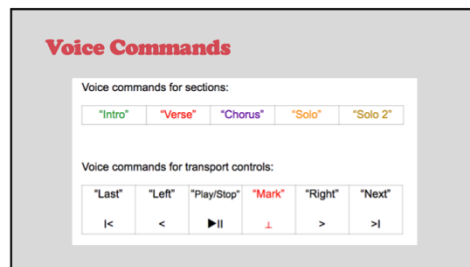 Voice Commands
Voice commands for sections:
"Intro" "Verse" "Chorus" "Solo" "Solo 2"
Voice commands for transport controls:
"Last" "Left" "Play/Stop" "Mark" "Right" "Next"
|< < ▶II ⊥ > >|